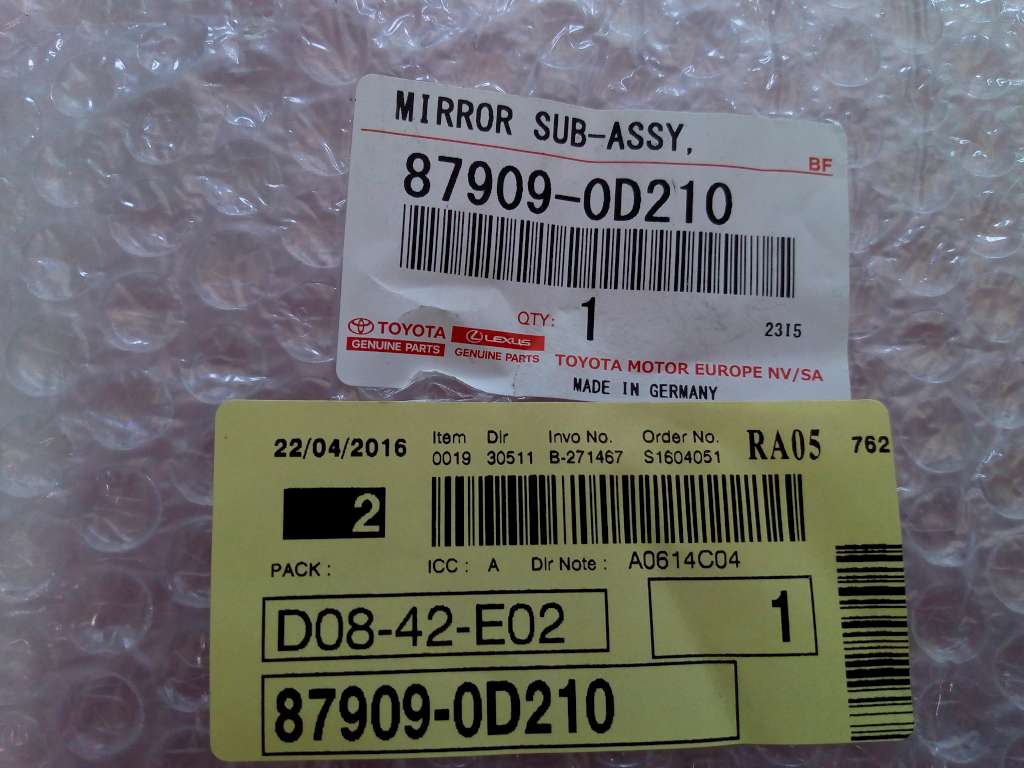 MIRROR SUB-ASSY,
BF
87909-0D210
QTY: 1
2315
TOYOTA
GENUINE PARTS
LEXUS
GENUINE PARTS
TOYOTA MOTOR EUROPE NV/SA
MADE IN GERMANY
22/04/2016
Item Dlr Invo No. Order No.
0019 30511 B-271467 S1604051
RA05 762
2
PACK : ICC : A Dlr Note : A0614C04
D08-42-E02 1
87909-0D210